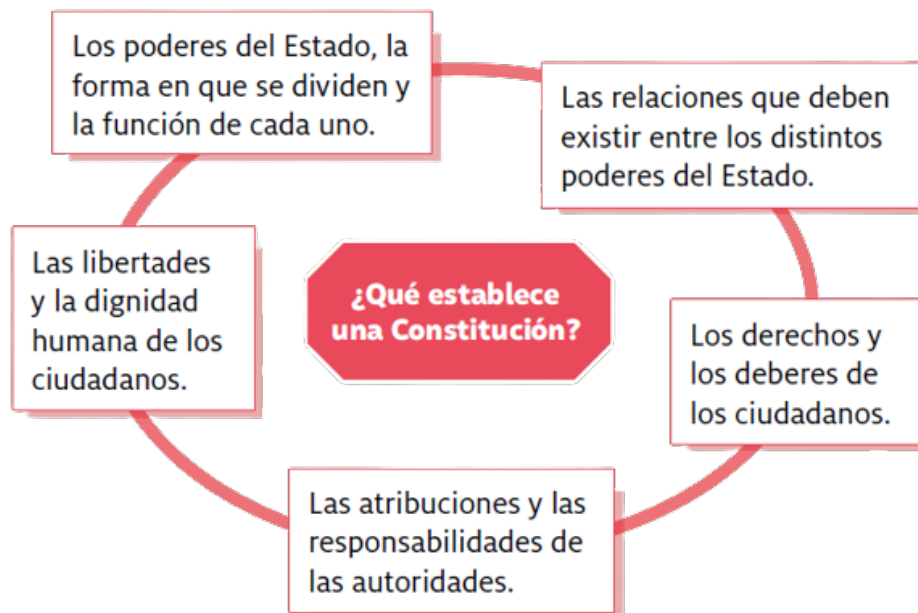 Los poderes del Estado, la
forma en que se dividen y
la función de cada uno.
Las relaciones que deben
existir entre los distintos
poderes del Estado.
Las libertades
y la dignidad
humana de los
ciudadanos.
¿Qué establece
una Constitución?
Los derechos y
los deberes de
los ciudadanos.
Las atribuciones y las
responsabilidades de
las autoridades.